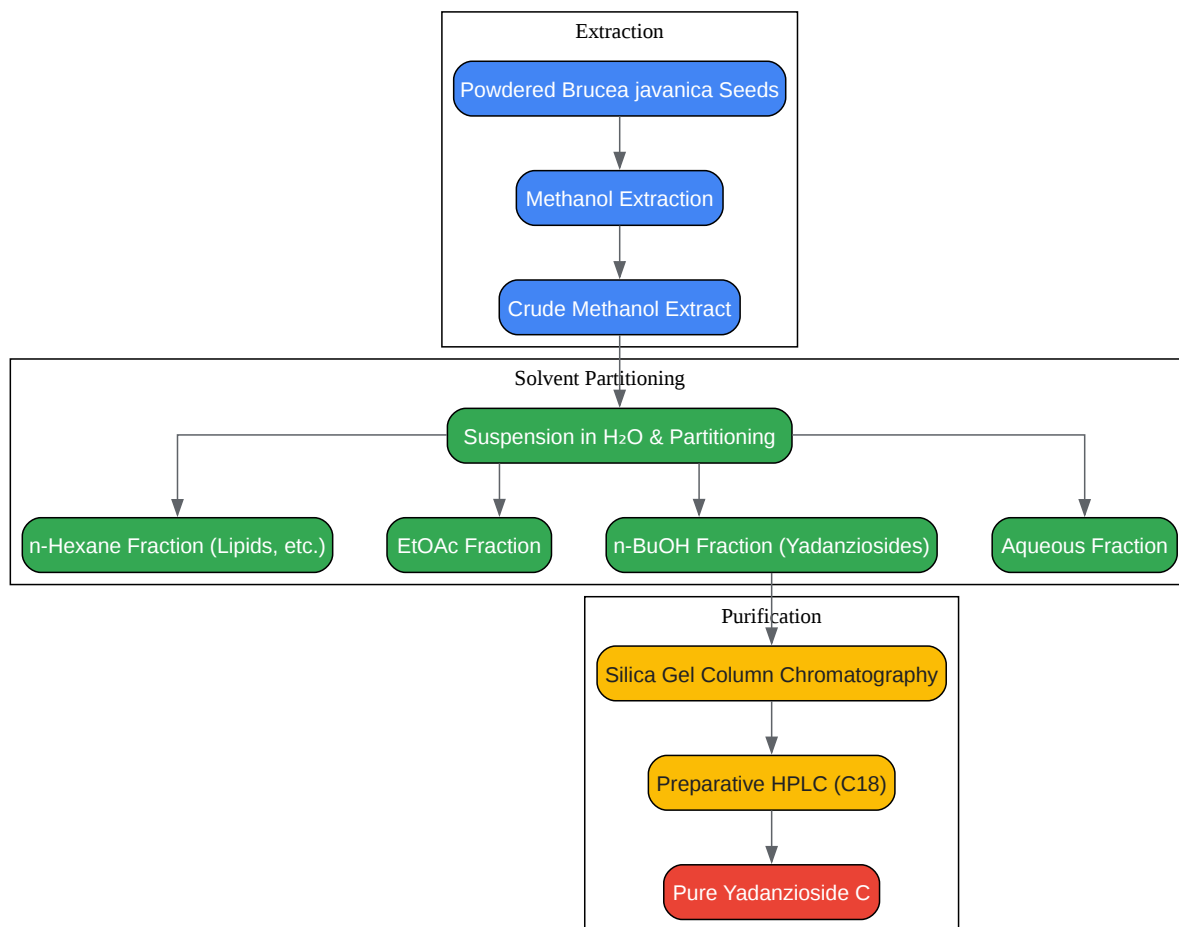 Extraction
Powdered Brucea javanica Seeds
Methanol Extraction
Crude Methanol Extract
Solvent Partitioning
Suspension in H₂O & Partitioning
n-Hexane Fraction (Lipids, etc.)
EtOAc Fraction
n-BuOH Fraction (Yadanziosides)
Aqueous Fraction
Purification
Silica Gel Column Chromatography
Preparative HPLC (C18)
Pure Yadanzioside C